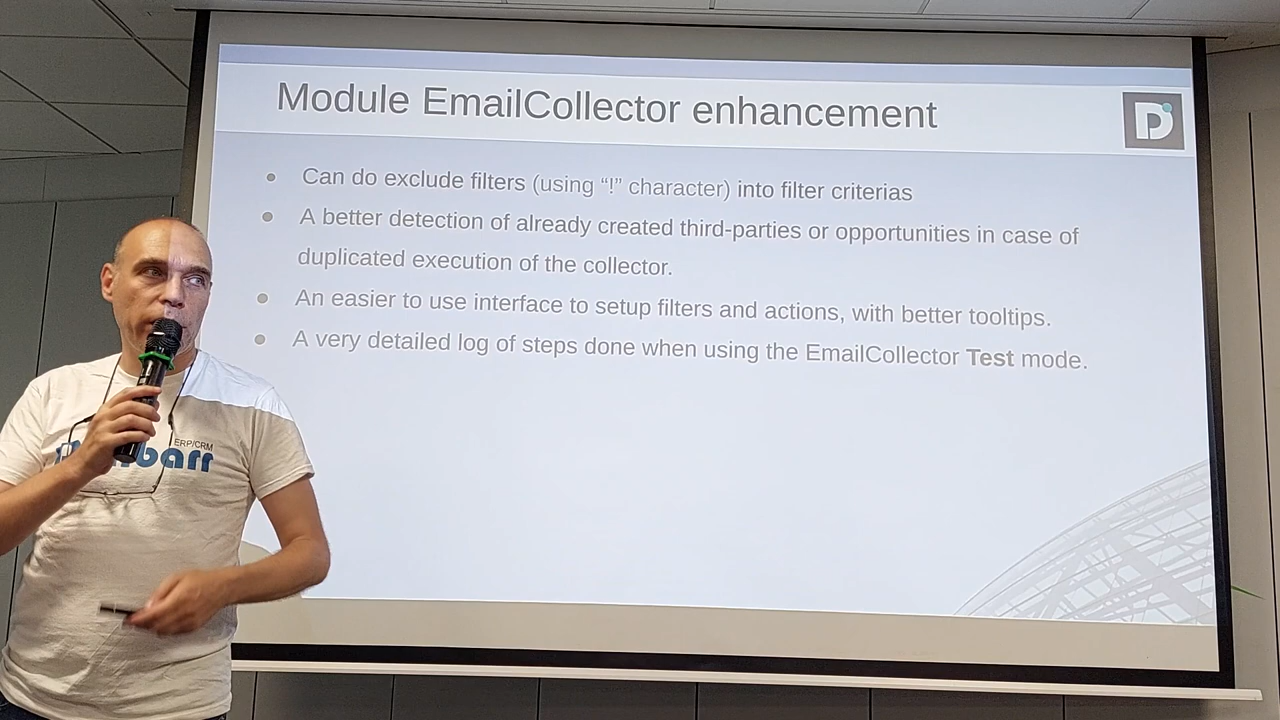 Module EmailCollector enhancement
D
Can do exclude filters (using “!” character) into filter criterias
A better detection of already created third-parties or opportunities in case of
duplicated execution of the collector.
An easier to use interface to setup filters and actions, with better tooltips.
A very detailed log of steps done when using the EmailCollector Test mode.
ERP/CRM